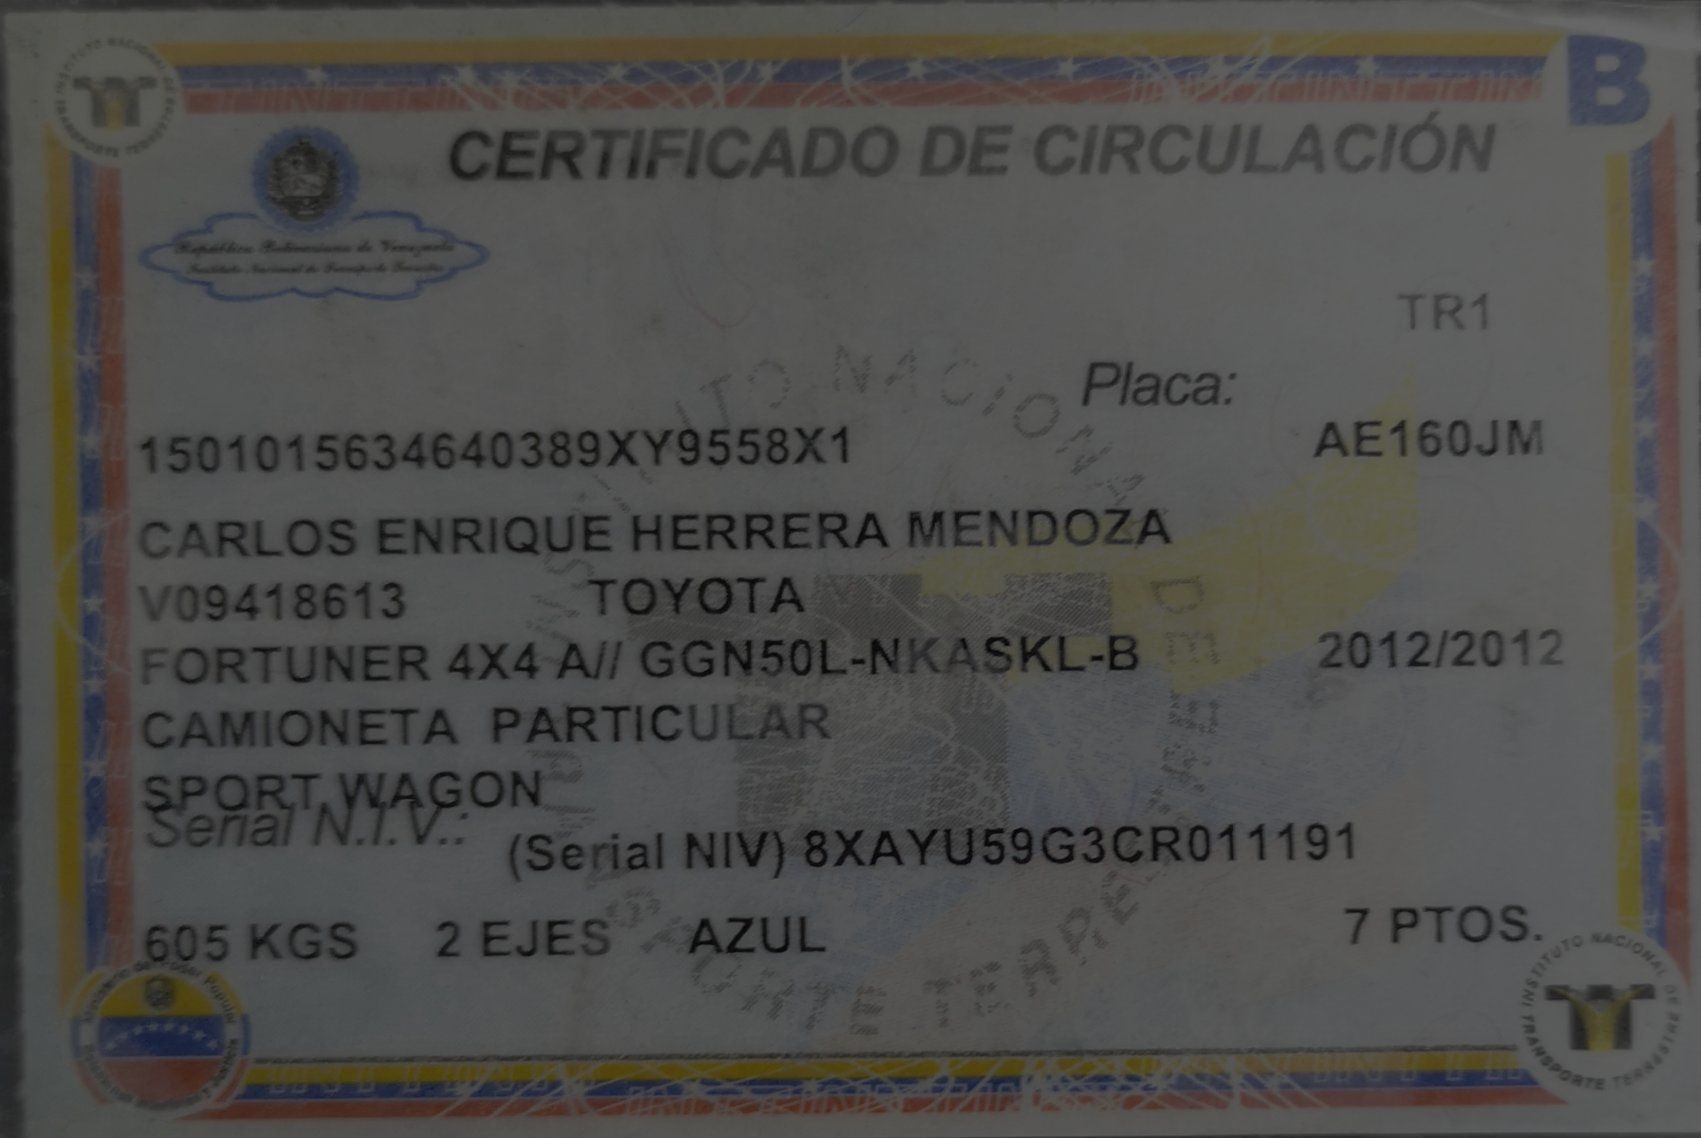 INSTITUTO NACIONAL DE TRANSPORTE TERRESTRE
B
CERTIFICADO DE CIRCULACIÓN
República Bolivariana de Venezuela
Instituto Nacional de Transporte Terrestre
TR1
Placa:
1501015634640389XY9558X1 AE160JM
CARLOS ENRIQUE HERRERA MENDOZA
V09418613 TOYOTA
FORTUNER 4X4 A// GGN50L-NKASKL-B 2012/2012
CAMIONETA PARTICULAR
SPORT WAGON
Serial N.I.V.:
(Serial NIV) 8XAYU59G3CR011191
605 KGS 2 EJES AZUL 7 PTOS.
INSTITUTO NACIONAL DE TRANSPORTE TERRESTRE